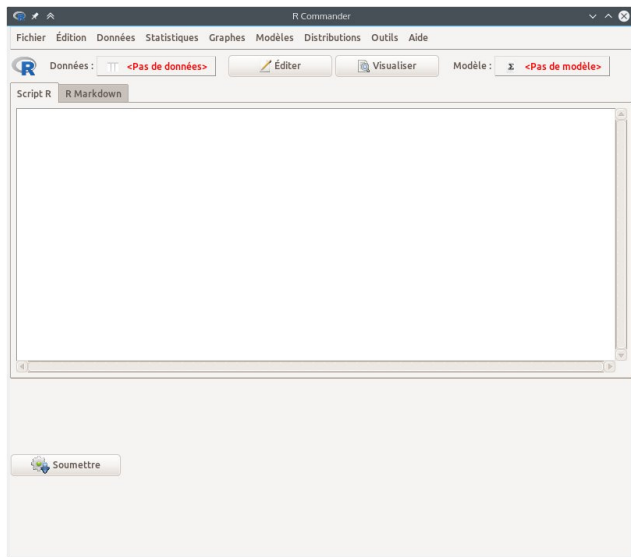 R Commander
Fichier Édition Données Statistiques Graphes Modèles Distributions Outils Aide
R Données : <Pas de données> Éditer Visualiser Modèle : Σ <Pas de modèle>
Script R R Markdown
Soumettre